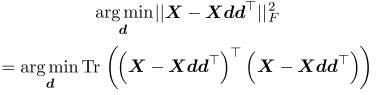 arg min_d ||X − Xdd^⊤||_F^2
= arg min_d Tr ( ( X − Xdd^⊤ )^⊤ ( X − Xdd^⊤ ) )